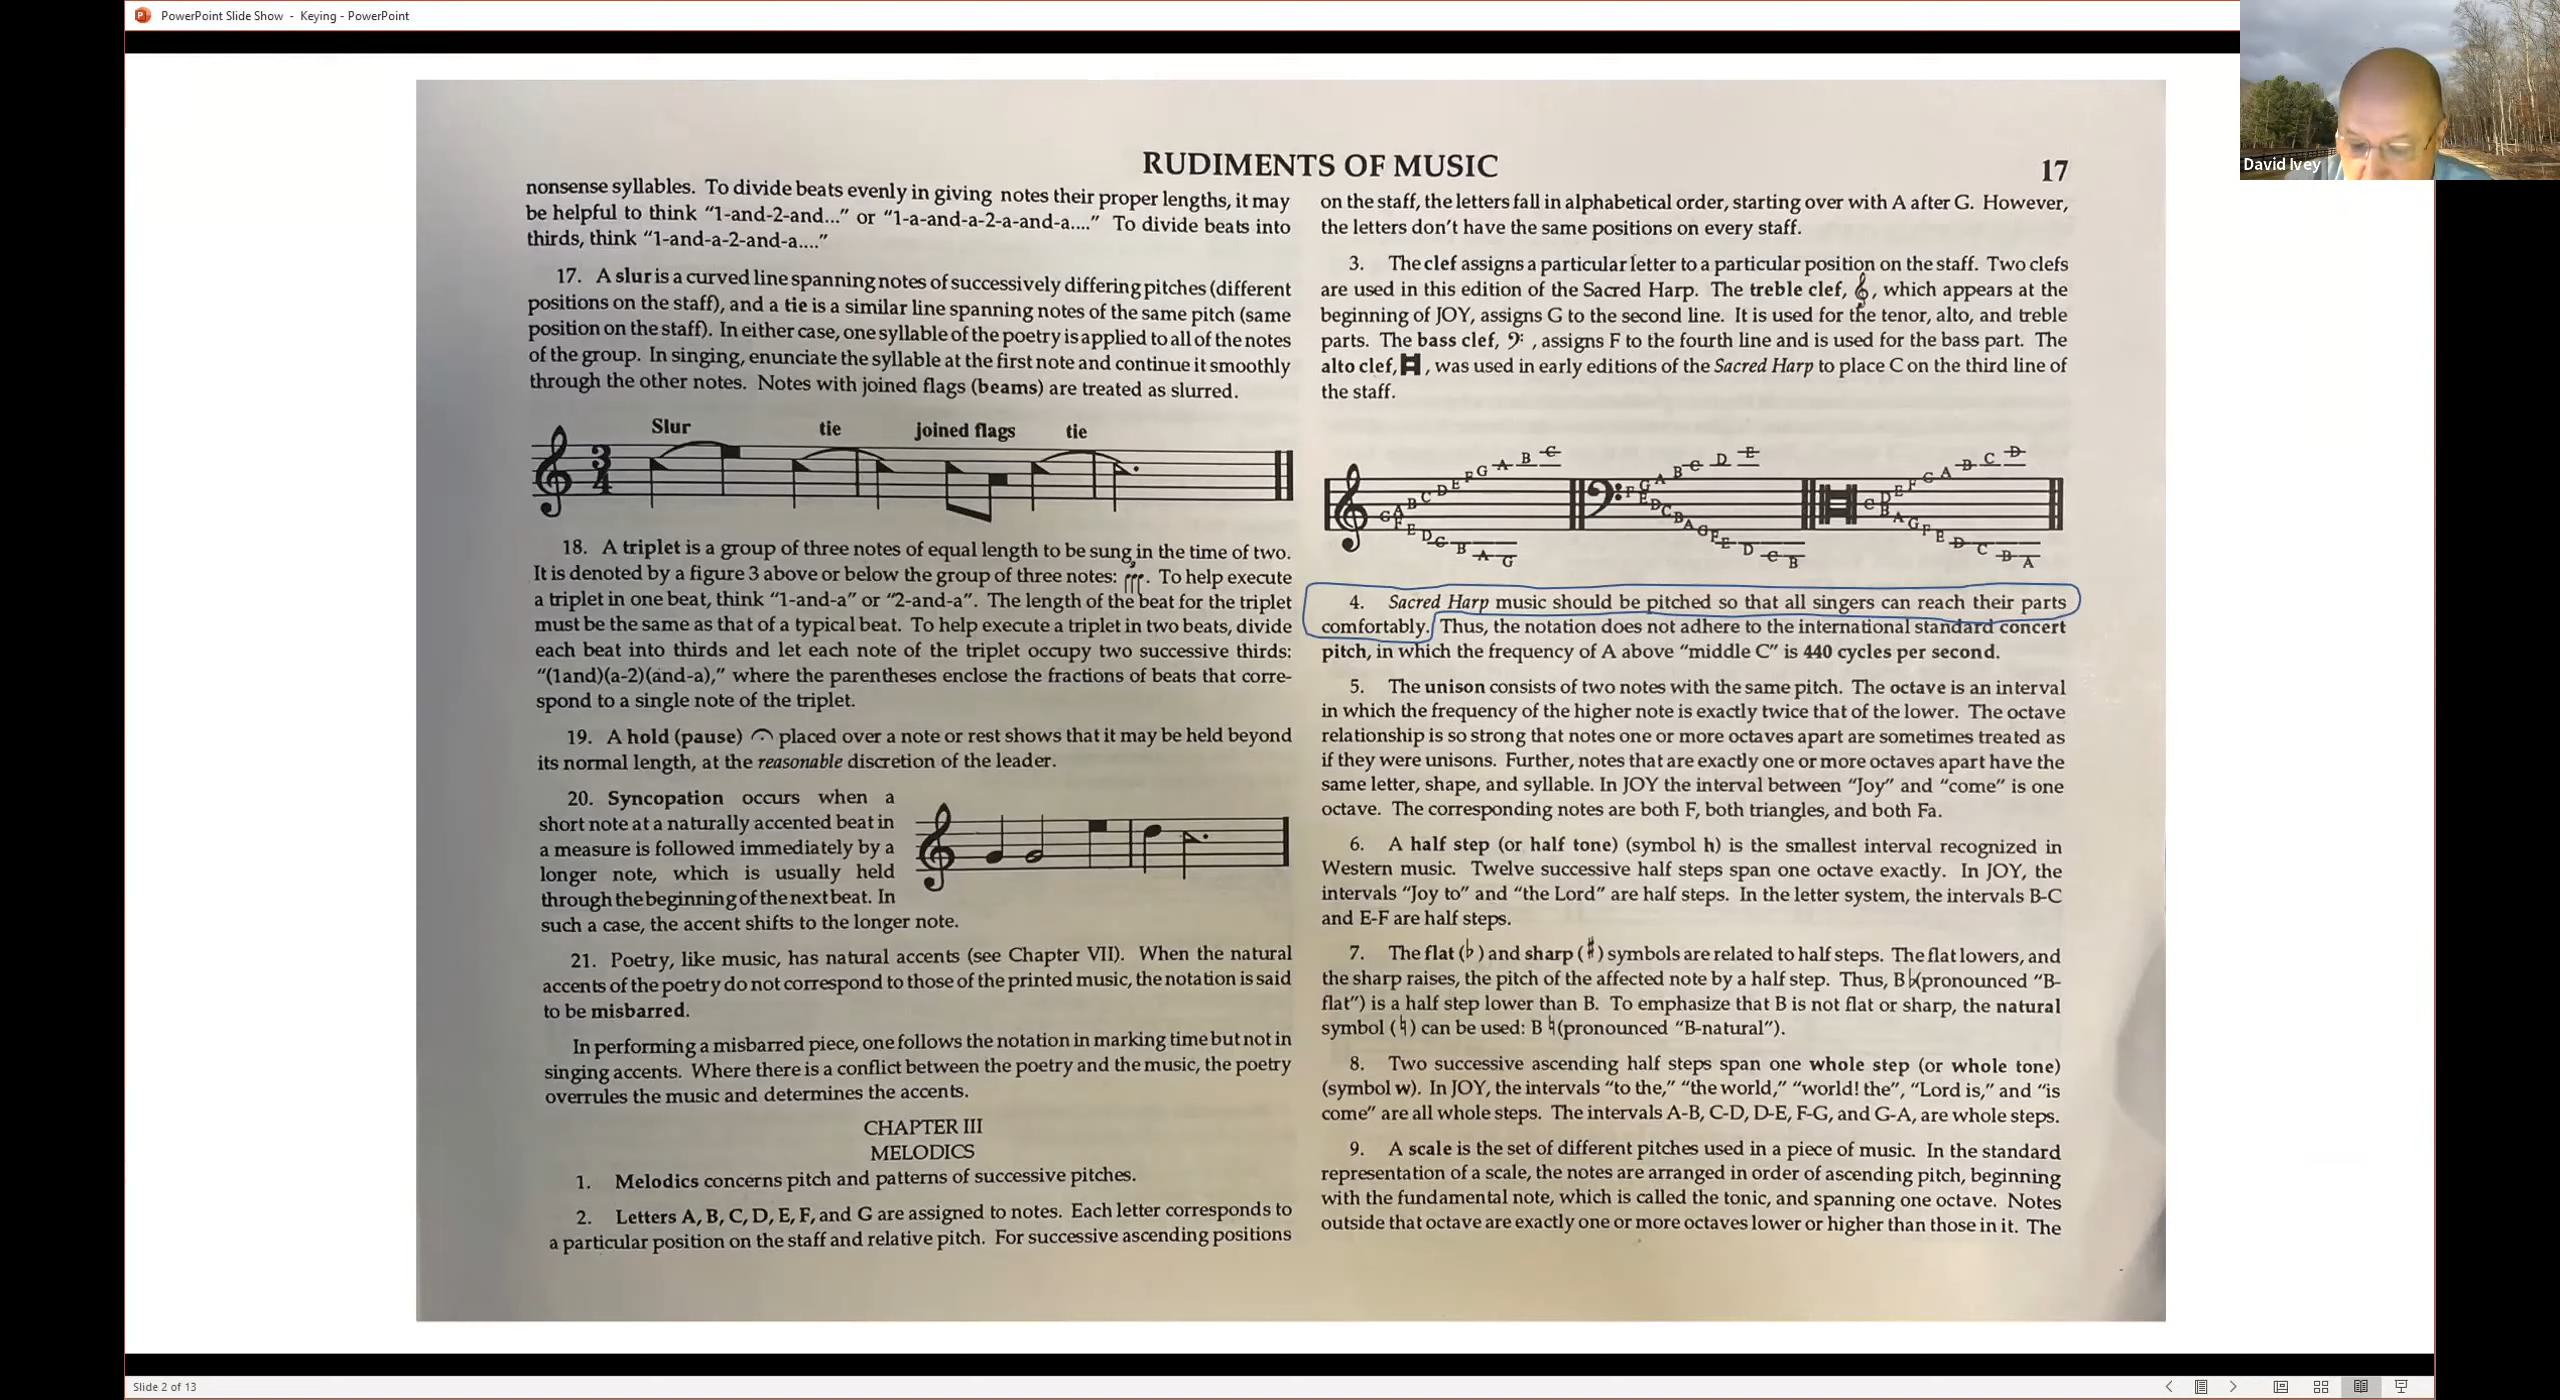 PowerPoint Slide Show - Keying - PowerPoint
David Ivey
RUDIMENTS OF MUSIC
17
nonsense syllables. To divide beats evenly in giving notes their proper lengths, it may
be helpful to think “1-and-2-and...” or “1-a-and-a-2-a-and-a....” To divide beats into
thirds, think “1-and-a-2-and-a....”
17. A slur is a curved line spanning notes of successively differing pitches (different
positions on the staff), and a tie is a similar line spanning notes of the same pitch (same
position on the staff). In either case, one syllable of the poetry is applied to all of the notes
of the group. In singing, enunciate the syllable at the first note and continue it smoothly
through the other notes. Notes with joined flags (beams) are treated as slurred.
Slur tie joined flags tie
3
4
18. A triplet is a group of three notes of equal length to be sung in the time of two.
It is denoted by a figure 3 above or below the group of three notes: . To help execute
a triplet in one beat, think “1-and-a” or “2-and-a”. The length of the beat for the triplet
must be the same as that of a typical beat. To help execute a triplet in two beats, divide
each beat into thirds and let each note of the triplet occupy two successive thirds:
“(1and)(a-2)(and-a),” where the parentheses enclose the fractions of beats that corre-
spond to a single note of the triplet.
19. A hold (pause) 𝄐 placed over a note or rest shows that it may be held beyond
its normal length, at the reasonable discretion of the leader.
20. Syncopation occurs when a
short note at a naturally accented beat in
a measure is followed immediately by a
longer note, which is usually held
through the beginning of the next beat. In
such a case, the accent shifts to the longer note.
21. Poetry, like music, has natural accents (see Chapter VII). When the natural
accents of the poetry do not correspond to those of the printed music, the notation is said
to be misbarred.
In performing a misbarred piece, one follows the notation in marking time but not in
singing accents. Where there is a conflict between the poetry and the music, the poetry
overrules the music and determines the accents.
CHAPTER III
MELODICS
1. Melodics concerns pitch and patterns of successive pitches.
2. Letters A, B, C, D, E, F, and G are assigned to notes. Each letter corresponds to
a particular position on the staff and relative pitch. For successive ascending positions
on the staff, the letters fall in alphabetical order, starting over with A after G. However,
the letters don’t have the same positions on every staff.
3. The clef assigns a particular letter to a particular position on the staff. Two clefs
are used in this edition of the Sacred Harp. The treble clef, 𝄞, which appears at the
beginning of JOY, assigns G to the second line. It is used for the tenor, alto, and treble
parts. The bass clef, 𝄢, assigns F to the fourth line and is used for the bass part. The
alto clef, , was used in early editions of the Sacred Harp to place C on the third line of
the staff.
G A B C D E F G A B C
F E D C B A G
F G A B C D E
E D C B A G F E D C B
C D E F G A B C D
B A G F E D C B A
4. Sacred Harp music should be pitched so that all singers can reach their parts
comfortably. Thus, the notation does not adhere to the international standard concert
pitch, in which the frequency of A above “middle C” is 440 cycles per second.
5. The unison consists of two notes with the same pitch. The octave is an interval
in which the frequency of the higher note is exactly twice that of the lower. The octave
relationship is so strong that notes one or more octaves apart are sometimes treated as
if they were unisons. Further, notes that are exactly one or more octaves apart have the
same letter, shape, and syllable. In JOY the interval between “Joy” and “come” is one
octave. The corresponding notes are both F, both triangles, and both Fa.
6. A half step (or half tone) (symbol h) is the smallest interval recognized in
Western music. Twelve successive half steps span one octave exactly. In JOY, the
intervals “Joy to” and “the Lord” are half steps. In the letter system, the intervals B-C
and E-F are half steps.
7. The flat (♭) and sharp (♯) symbols are related to half steps. The flat lowers, and
the sharp raises, the pitch of the affected note by a half step. Thus, B♭(pronounced “B-
flat”) is a half step lower than B. To emphasize that B is not flat or sharp, the natural
symbol (♮) can be used: B ♮(pronounced “B-natural”).
8. Two successive ascending half steps span one whole step (or whole tone)
(symbol w). In JOY, the intervals “to the,” “the world,” “world! the”, “Lord is,” and “is
come” are all whole steps. The intervals A-B, C-D, D-E, F-G, and G-A, are whole steps.
9. A scale is the set of different pitches used in a piece of music. In the standard
representation of a scale, the notes are arranged in order of ascending pitch, beginning
with the fundamental note, which is called the tonic, and spanning one octave. Notes
outside that octave are exactly one or more octaves lower or higher than those in it. The
Slide 2 of 13